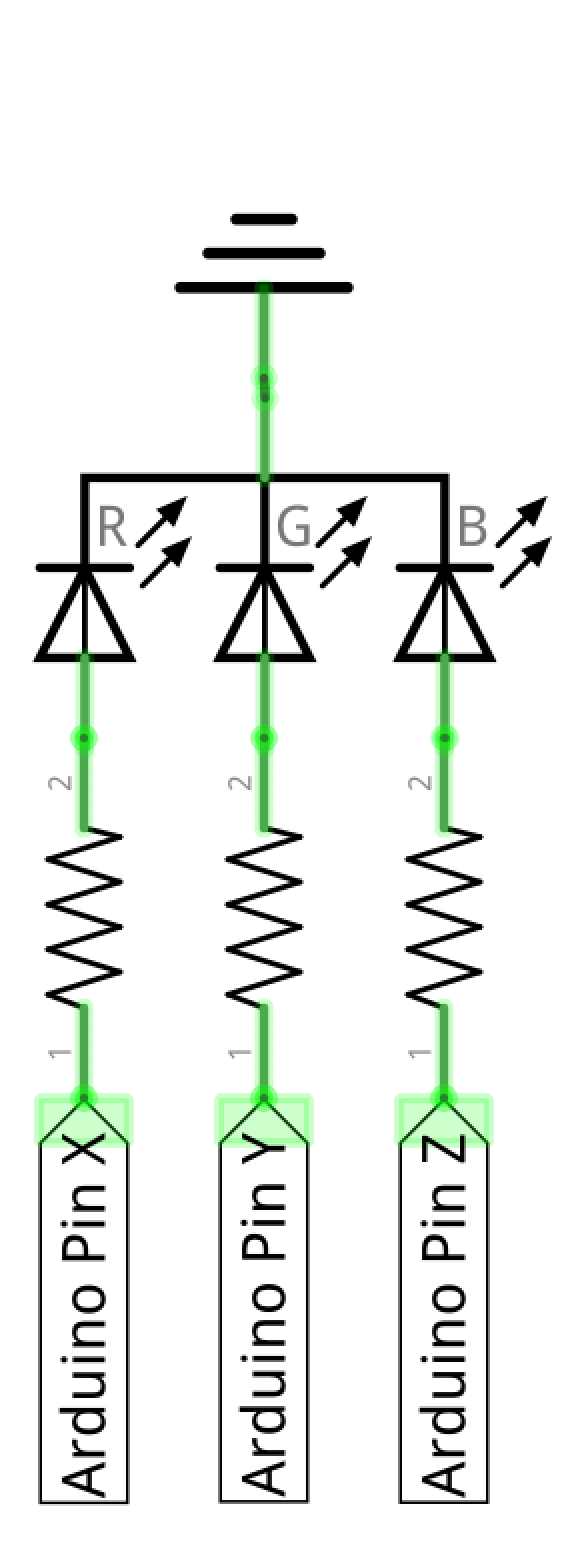 R G B
2 2 2
1 1 1
Arduino Pin X
Arduino Pin Y
Arduino Pin Z